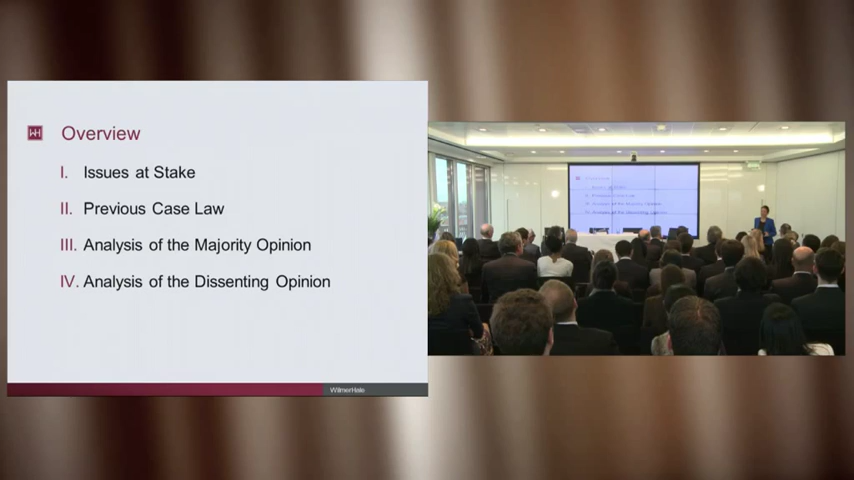 WH Overview
I. Issues at Stake
II. Previous Case Law
III. Analysis of the Majority Opinion
IV. Analysis of the Dissenting Opinion
WilmerHale